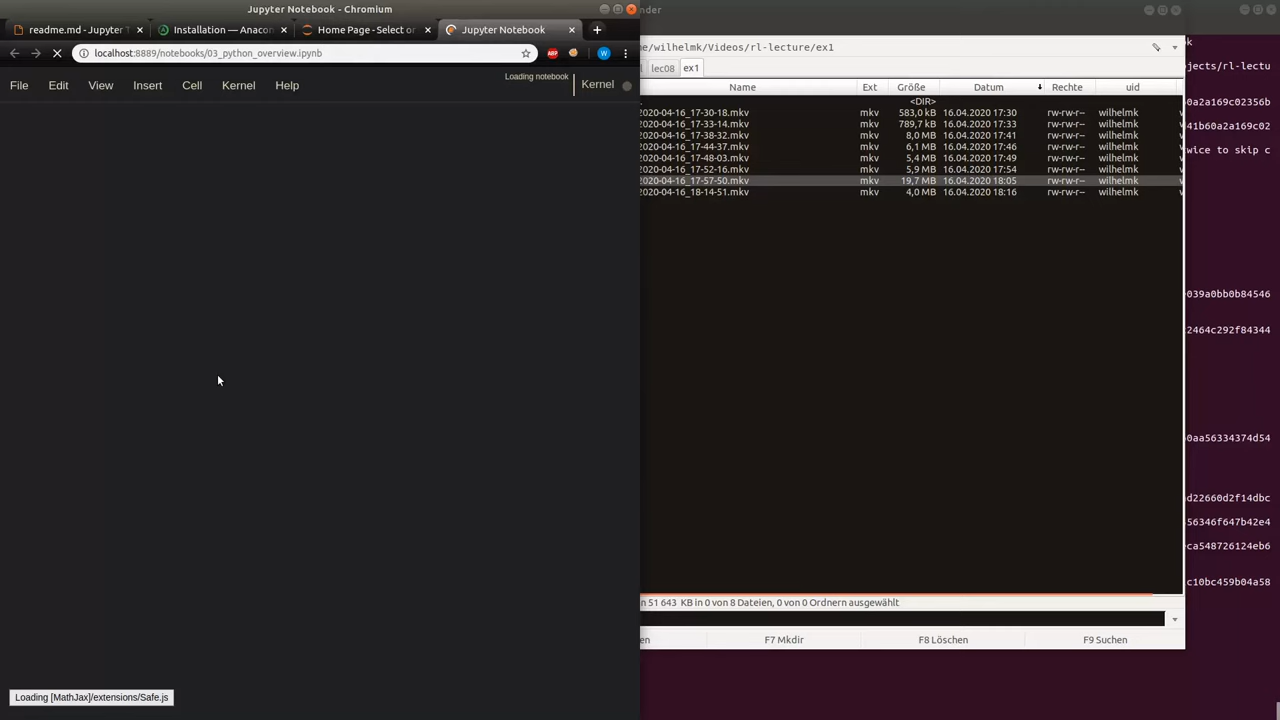 Jupyter Notebook - Chromium
readme.md - Jupyter T
Installation — Anacon
Home Page - Select or
Jupyter Notebook
localhost:8889/notebooks/03_python_overview.ipynb
ABP
W
File Edit View Insert Cell Kernel Help
Loading notebook
Kernel
Loading [MathJax]/extensions/Safe.js
nder
e/wilhelmk/Videos/rl-lecture/ex1
lec08 ex1
Name Ext Größe Datum Rechte uid
<DIR>
2020-04-16_17-30-18.mkv mkv 583,0 kB 16.04.2020 17:30 rw-rw-r-- wilhelmk
2020-04-16_17-33-14.mkv mkv 789,7 kB 16.04.2020 17:33 rw-rw-r-- wilhelmk
2020-04-16_17-38-32.mkv mkv 8,0 MB 16.04.2020 17:41 rw-rw-r-- wilhelmk
2020-04-16_17-44-37.mkv mkv 6,1 MB 16.04.2020 17:46 rw-rw-r-- wilhelmk
2020-04-16_17-48-03.mkv mkv 5,4 MB 16.04.2020 17:49 rw-rw-r-- wilhelmk
2020-04-16_17-52-16.mkv mkv 5,9 MB 16.04.2020 17:54 rw-rw-r-- wilhelmk
2020-04-16_17-57-50.mkv mkv 19,7 MB 16.04.2020 18:05 rw-rw-r-- wilhelmk
2020-04-16_18-14-51.mkv mkv 4,0 MB 16.04.2020 18:16 rw-rw-r-- wilhelmk
n 51 643 KB in 0 von 8 Dateien, 0 von 0 Ordnern ausgewählt
en F7 Mkdir F8 Löschen F9 Suchen
k
ojects/rl-lectu
0a2a169c02356b
41b60a2a169c02
wice to skip c
039a0bb0b84546
2464c292f84344
0aa56334374d54
d22660d2f14dbc
56346f647b42e4
ca548726124eb6
c10bc459b04a58